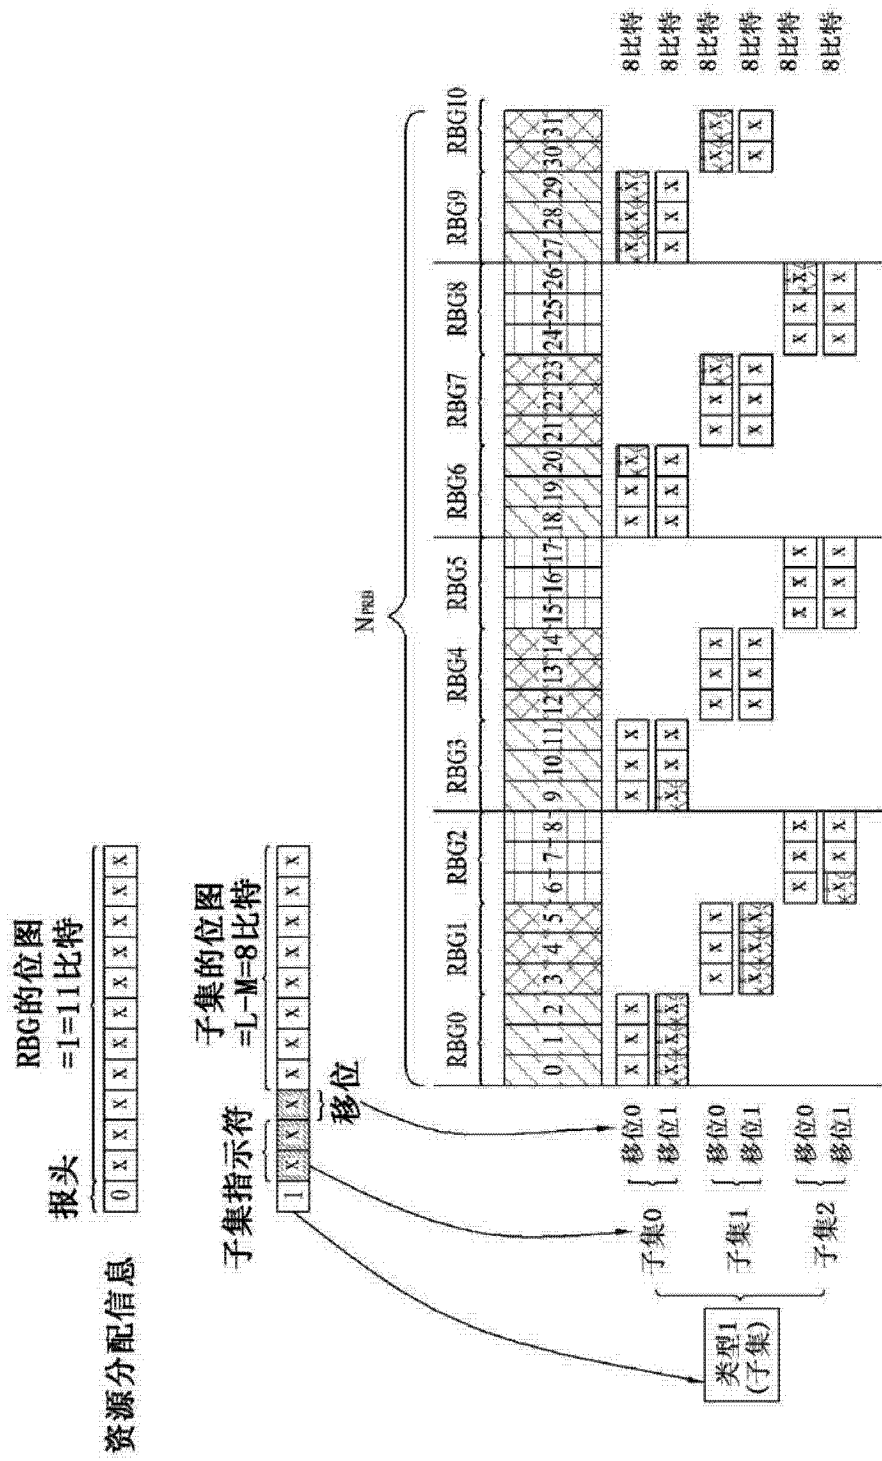 RBG的位图
=1=11比特
报头
资源分配信息
0 x x x x x x x x x x x
子集的位图
=L-M=8比特
子集指示符
1 x x x x x x x x x x x
移位
NPRB
RBG0 RBG1 RBG2 RBG3 RBG4 RBG5 RBG6 RBG7 RBG8 RBG9 RBG10
0 1 2 3 4 5 6 7 8 9 10 11 12 13 14 15 16 17 18 19 20 21 22 23 24 25 26 27 28 29 30 31
子集0
移位0 x x x x x x x x x x x x 8比特
移位1 x x x x x x x x x x x x 8比特
类型1
(子集)
子集1
移位0 x x x x x x x x x x x 8比特
移位1 x x x x x x x x x x x 8比特
子集2
移位0 x x x x x x x x x 8比特
移位1 x x x x x x x x x 8比特